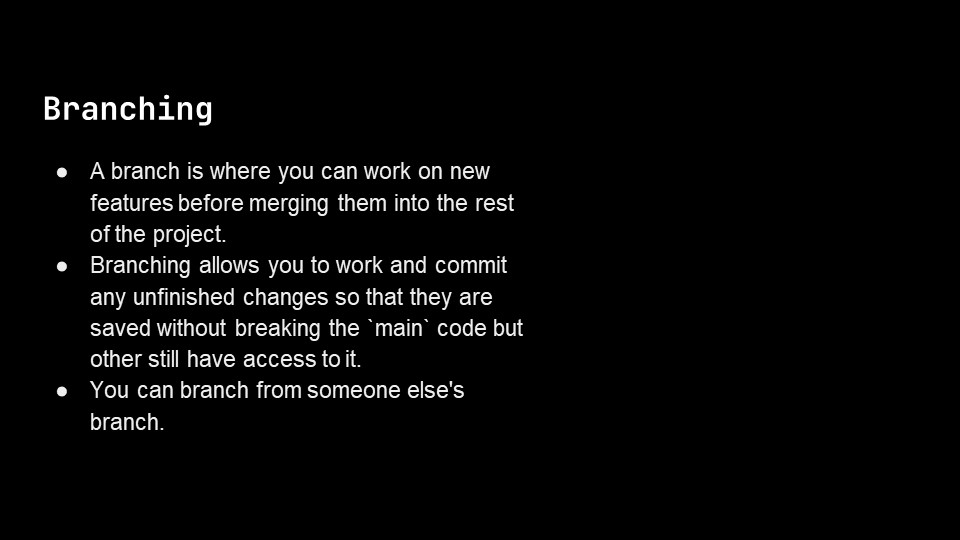 Branching
● A branch is where you can work on new
features before merging them into the rest
of the project.
● Branching allows you to work and commit
any unfinished changes so that they are
saved without breaking the `main` code but
other still have access to it.
● You can branch from someone else's
branch.